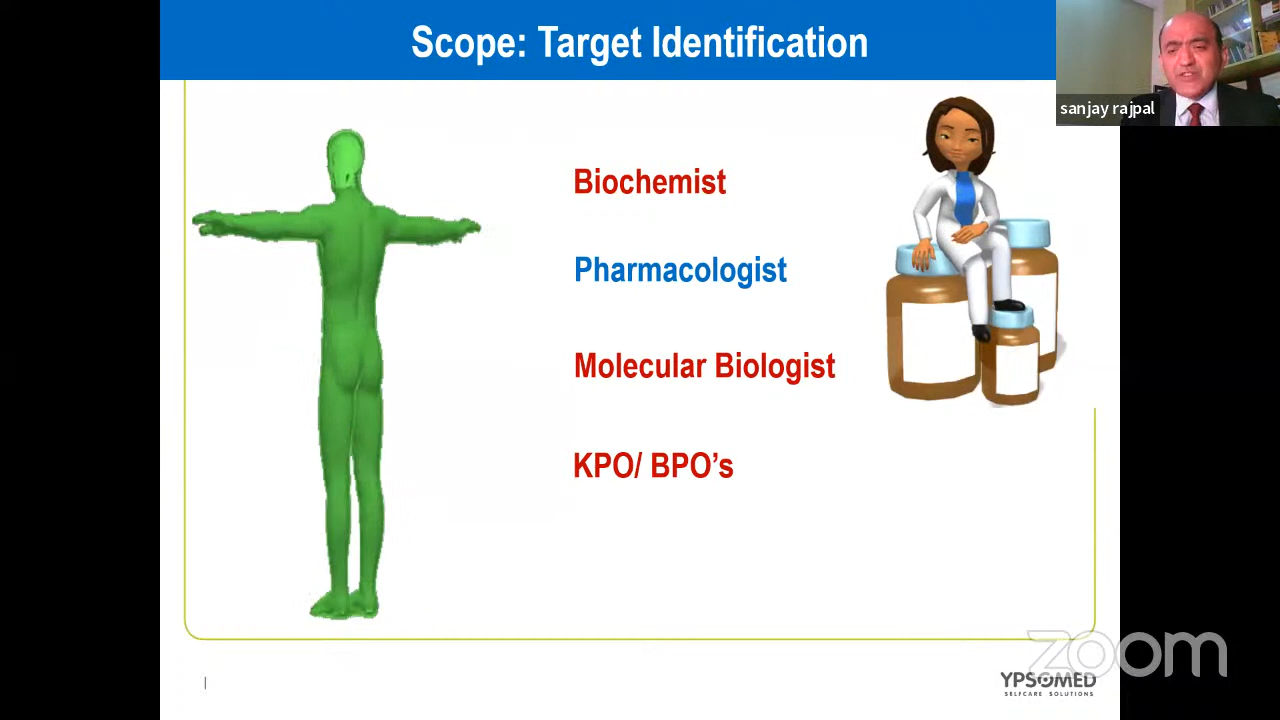 Scope: Target Identification
sanjay rajpal
Biochemist
Pharmacologist
Molecular Biologist
KPO/ BPO’s
zoom
YPSOMED
SELFCARE SOLUTIONS